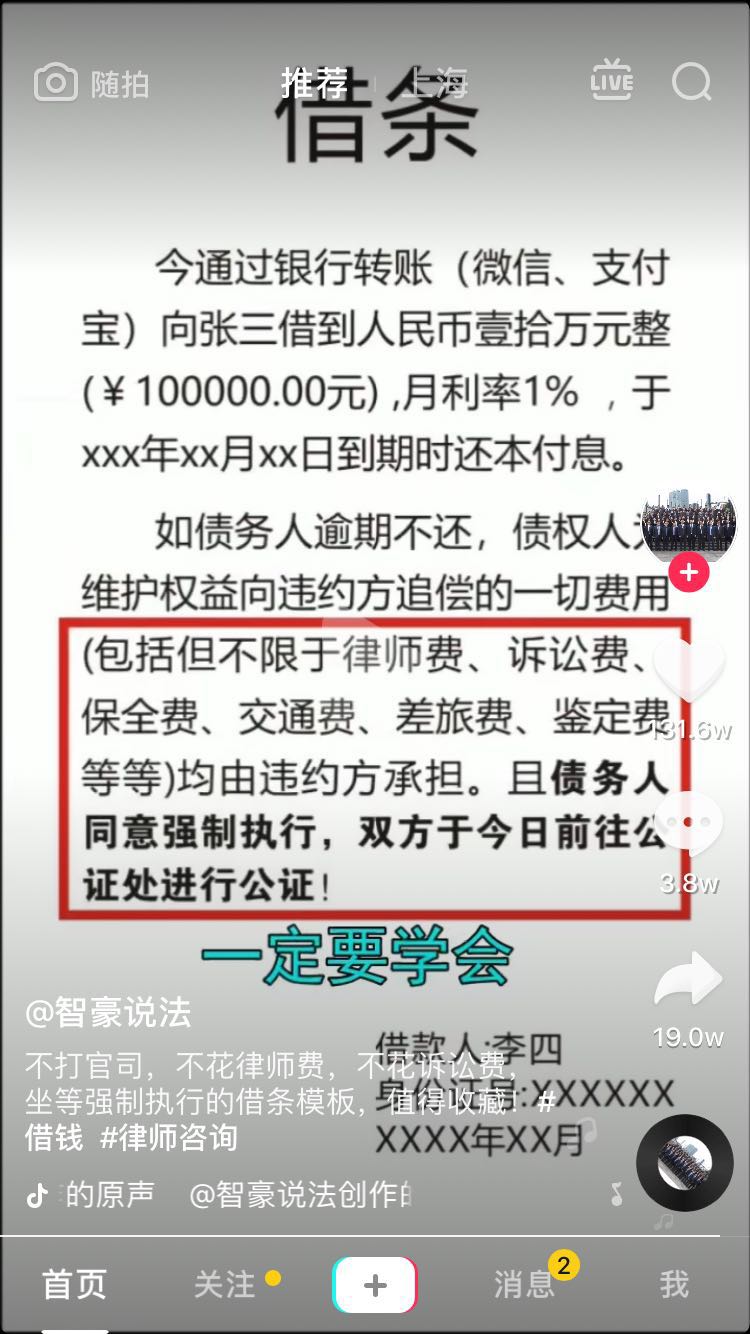 随拍 推荐 上海 LIVE
借条
今通过银行转账（微信、支付
宝）向张三借到人民币壹拾万元整
(￥100000.00元) ,月利率1% ，于
xxx年xx月xx日到期时还本付息。
如债务人逾期不还，债权人
维护权益向违约方追偿的一切费用
(包括但不限于律师费、诉讼费、
保全费、交通费、差旅费、鉴定费
等等)均由违约方承担。且债务人
同意强制执行，双方于今日前往公
证处进行公证！
131.6w
3.8w
19.0w
一定要学会
@智豪说法
借款人:李四
不打官司，不花律师费，不花诉讼费，
身份证号:XXXXXX
坐等强制执行的借条模板，值得收藏！#
借钱 #律师咨询
XXXX年XX月
的原声 @智豪说法创作的
首页 关注 消息 2 我